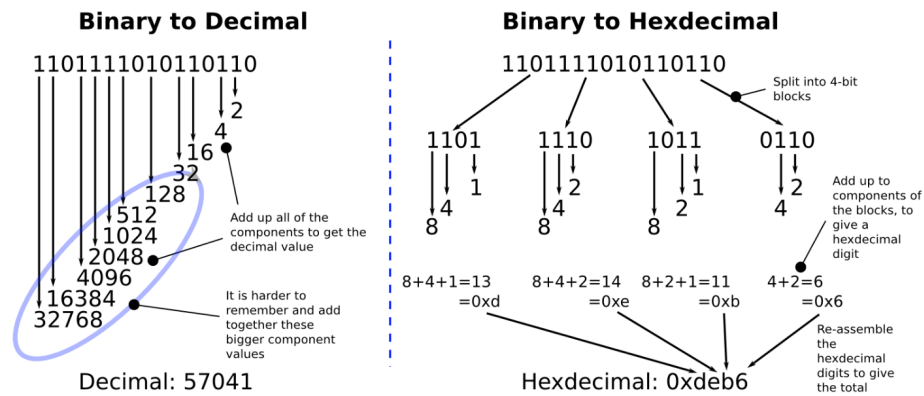 Binary to Decimal
1101111010110110
2
4
16
32
128
512
1024
2048
4096
16384
32768
Add up all of the
components to get the
decimal value
It is harder to
remember and add
together these
bigger component
values
Decimal: 57041
Binary to Hexdecimal
1101111010110110
Split into 4-bit
blocks
1101 1110 1011 0110
1 2 1 2
4 4 2 4
8 8 8
Add up to
components of
the blocks, to
give a
hexdecimal
digit
8+4+1=13 8+4+2=14 8+2+1=11 4+2=6
=0xd =0xe =0xb =0x6
Re-assemble
the
hexdecimal
digits to give
the total
Hexdecimal: 0xdeb6